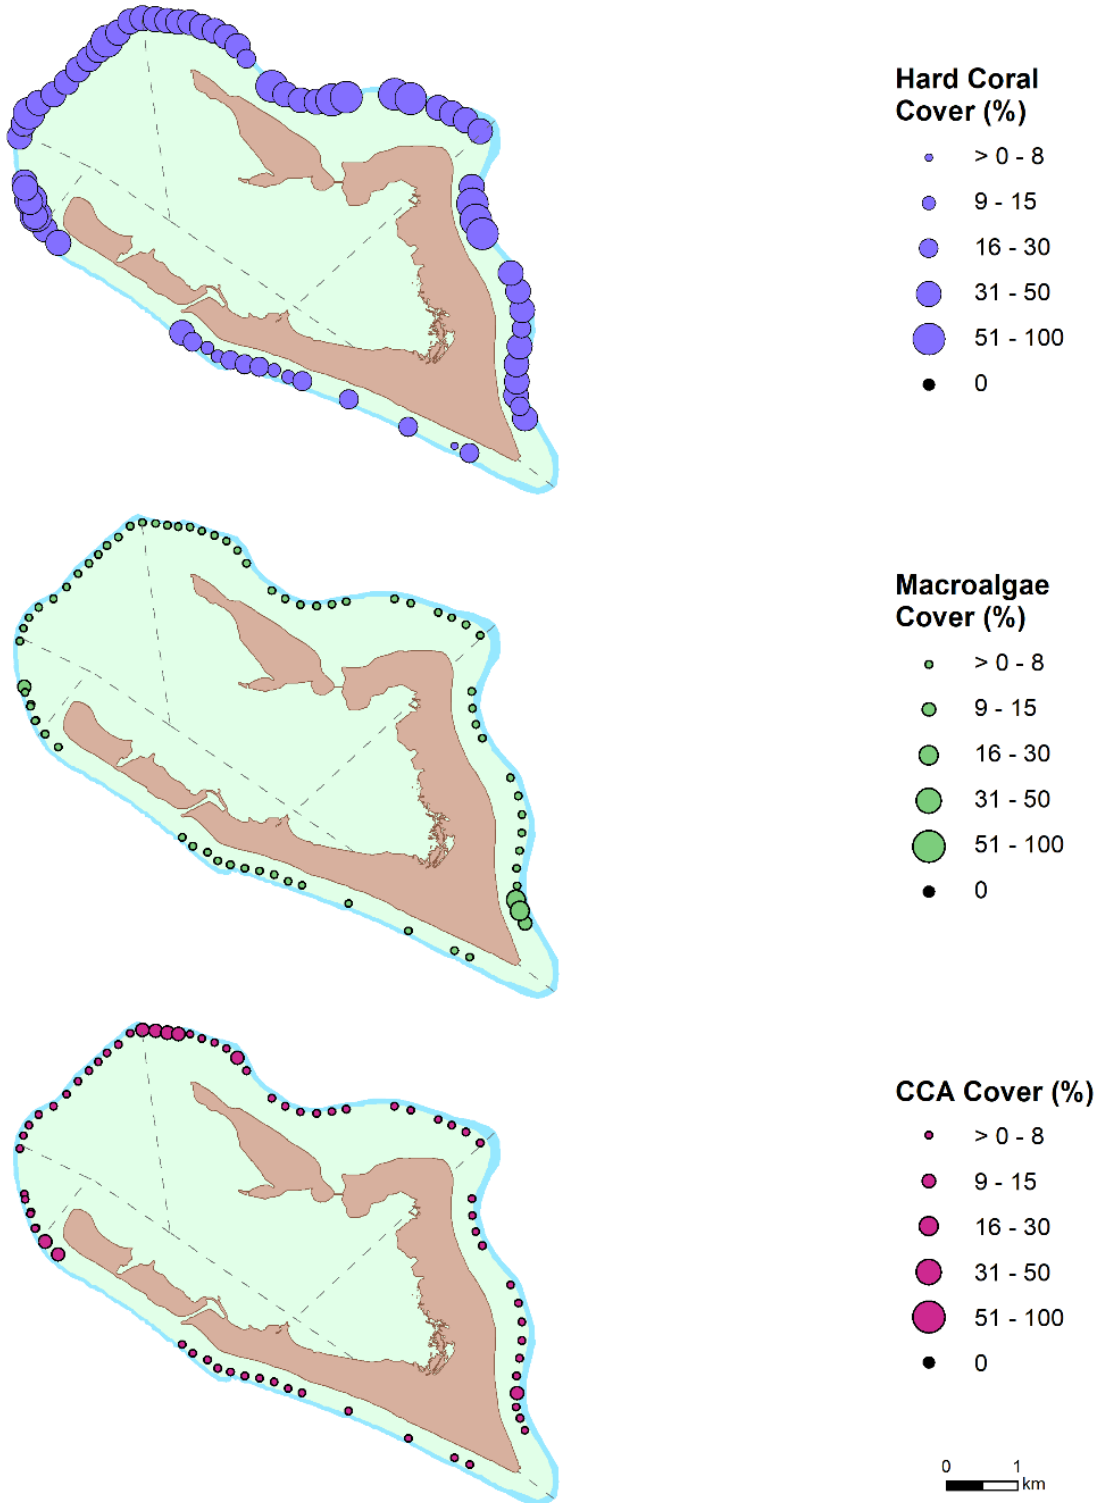 Hard Coral
Cover (%)
> 0 - 8
9 - 15
16 - 30
31 - 50
51 - 100
0
Macroalgae
Cover (%)
> 0 - 8
9 - 15
16 - 30
31 - 50
51 - 100
0
CCA Cover (%)
> 0 - 8
9 - 15
16 - 30
31 - 50
51 - 100
0
0 1
km